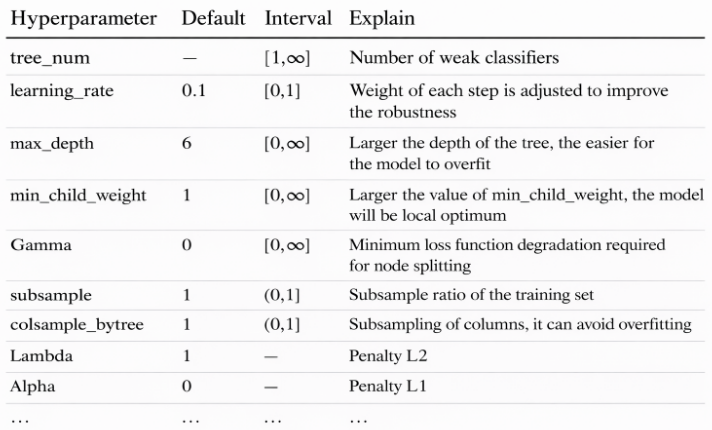 Hyperparameter Default Interval Explain
tree_num — [1,∞] Number of weak classifiers
learning_rate 0.1 [0,1] Weight of each step is adjusted to improve
the robustness
max_depth 6 [0,∞] Larger the depth of the tree, the easier for
the model to overfit
min_child_weight 1 [0,∞] Larger the value of min_child_weight, the model
will be local optimum
Gamma 0 [0,∞] Minimum loss function degradation required
for node splitting
subsample 1 (0,1] Subsample ratio of the training set
colsample_bytree 1 (0,1] Subsampling of columns, it can avoid overfitting
Lambda 1 — Penalty L2
Alpha 0 — Penalty L1
... ... ... ...